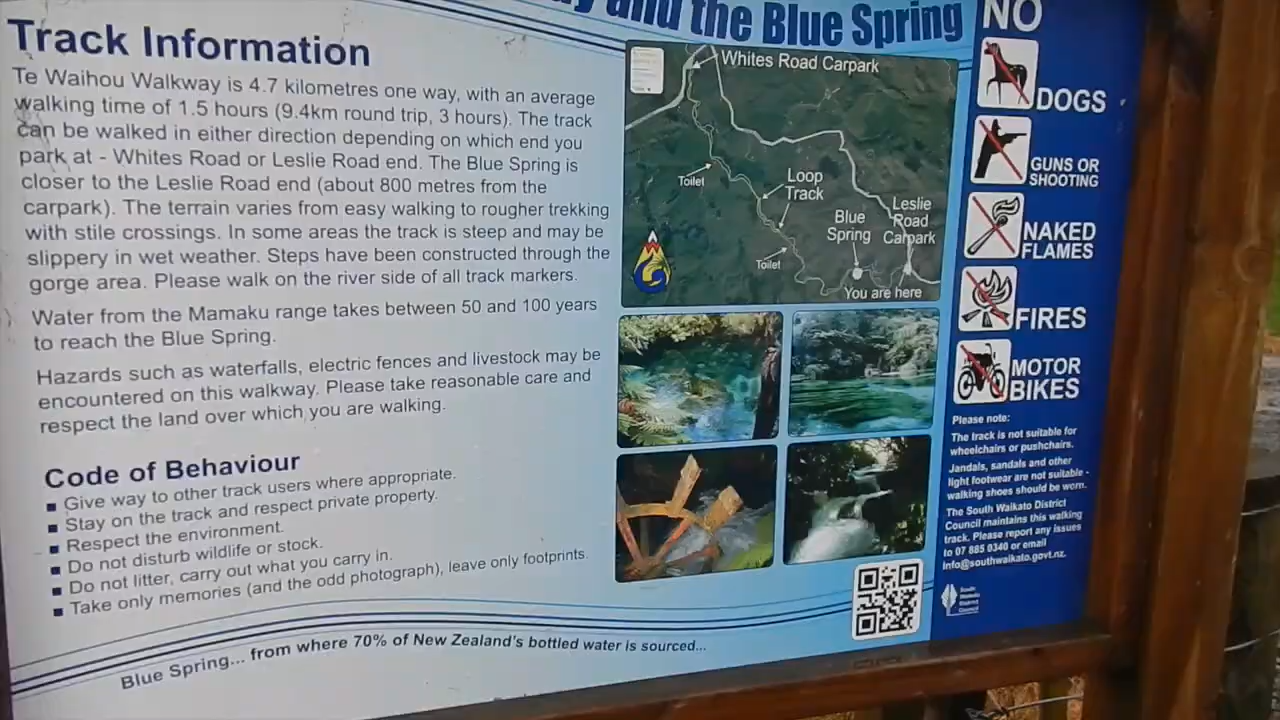 and the Blue Spring
Track Information
Te Waihou Walkway is 4.7 kilometres one way, with an average
walking time of 1.5 hours (9.4km round trip, 3 hours). The track
can be walked in either direction depending on which end you
park at - Whites Road or Leslie Road end. The Blue Spring is
closer to the Leslie Road end (about 800 metres from the
carpark). The terrain varies from easy walking to rougher trekking
with stile crossings. In some areas the track is steep and may be
slippery in wet weather. Steps have been constructed through the
gorge area. Please walk on the river side of all track markers.
Water from the Mamaku range takes between 50 and 100 years
to reach the Blue Spring.
Hazards such as waterfalls, electric fences and livestock may be
encountered on this walkway. Please take reasonable care and
respect the land over which you are walking.
Code of Behaviour
Give way to other track users where appropriate.
Stay on the track and respect private property.
Respect the environment.
Do not disturb wildlife or stock.
Do not litter, carry out what you carry in.
Take only memories (and the odd photograph), leave only footprints.
Blue Spring... from where 70% of New Zealand's bottled water is sourced...
Whites Road Carpark
Toilet
Loop
Track
Toilet
Blue
Spring
Leslie
Road
Carpark
You are here
NO
DOGS
GUNS OR
SHOOTING
NAKED
FLAMES
FIRES
MOTOR
BIKES
Please note:
The track is not suitable for
wheelchairs or pushchairs.
Jandals, sandals and other
light footwear are not suitable -
walking shoes should be worn.
The South Waikato District
Council maintains this walking
track. Please report any issues
to 07 885 0340 or email
info@southwaikato.govt.nz.
South
Waikato
District
Council